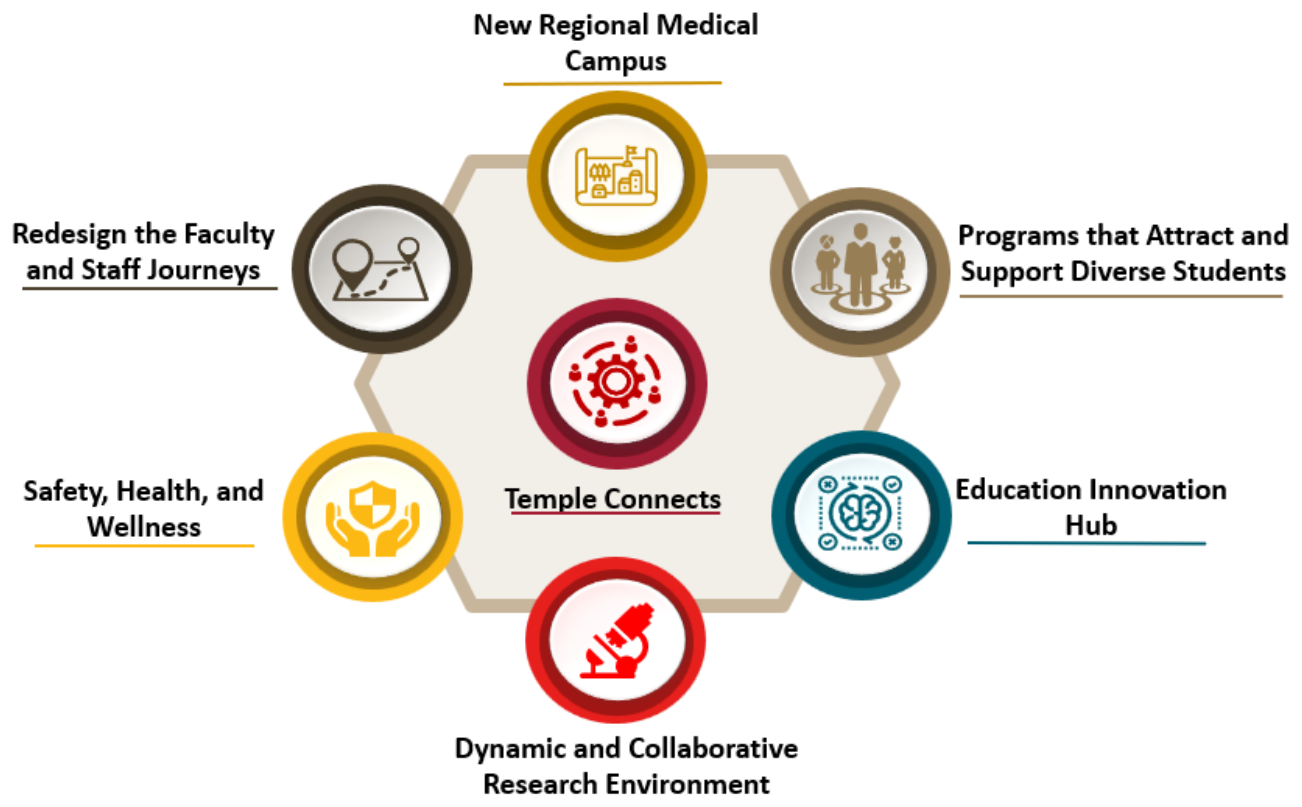 New Regional Medical
Campus
Redesign the Faculty
and Staff Journeys
Programs that Attract and
Support Diverse Students
Safety, Health, and
Wellness
Temple Connects
Education Innovation
Hub
Dynamic and Collaborative
Research Environment